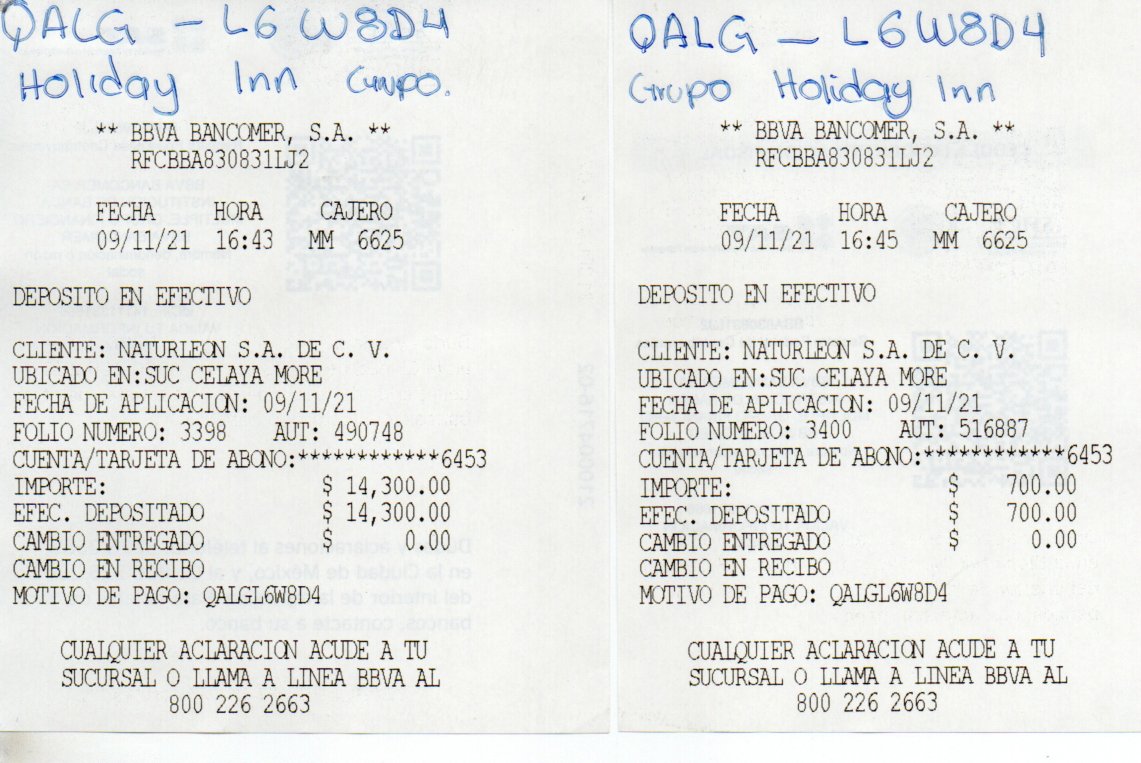 QALG - L6W8D4
Holiday Inn Grupo.
** BBVA BANCOMER, S.A. **
RFCBBA830831LJ2
FECHA HORA CAJERO
09/11/21 16:43 MM 6625
DEPOSITO EN EFECTIVO
CLIENTE: NATURLEON S.A. DE C. V.
UBICADO EN:SUC CELAYA MORE
FECHA DE APLICACION: 09/11/21
FOLIO NUMERO: 3398 AUT: 490748
CUENTA/TARJETA DE ABONO:************6453
IMPORTE: $ 14,300.00
EFEC. DEPOSITADO $ 14,300.00
CAMBIO ENTREGADO $ 0.00
CAMBIO EN RECIBO
MOTIVO DE PAGO: QALGL6W8D4
CUALQUIER ACLARACION ACUDE A TU
SUCURSAL O LLAMA A LINEA BBVA AL
800 226 2663
QALG - L6W8D4
Grupo Holiday Inn
** BBVA BANCOMER, S.A. **
RFCBBA830831LJ2
FECHA HORA CAJERO
09/11/21 16:45 MM 6625
DEPOSITO EN EFECTIVO
CLIENTE: NATURLEON S.A. DE C. V.
UBICADO EN:SUC CELAYA MORE
FECHA DE APLICACION: 09/11/21
FOLIO NUMERO: 3400 AUT: 516887
CUENTA/TARJETA DE ABONO:************6453
IMPORTE: $ 700.00
EFEC. DEPOSITADO $ 700.00
CAMBIO ENTREGADO $ 0.00
CAMBIO EN RECIBO
MOTIVO DE PAGO: QALGL6W8D4
CUALQUIER ACLARACION ACUDE A TU
SUCURSAL O LLAMA A LINEA BBVA AL
800 226 2663